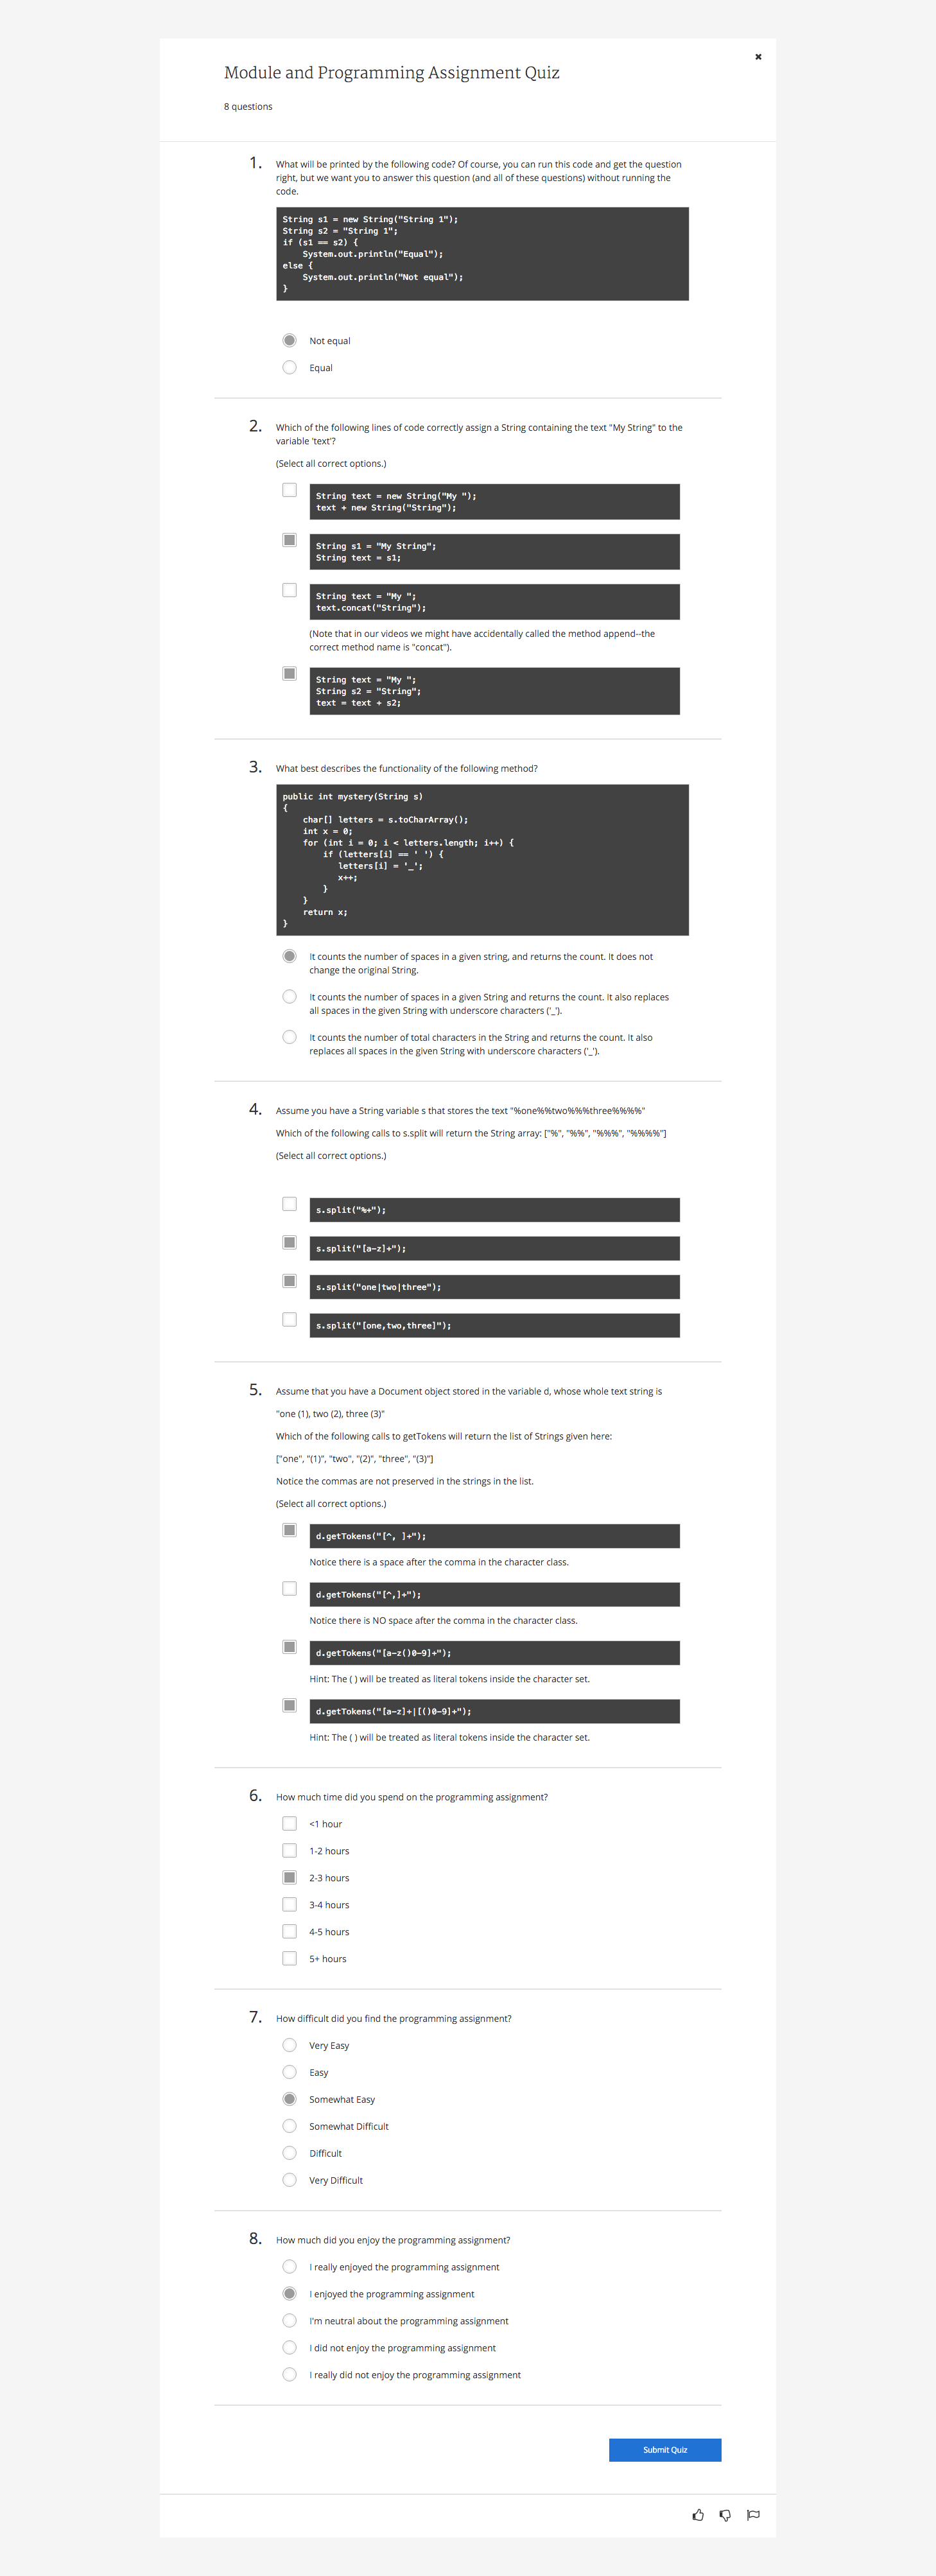 Module and Programming Assignment Quiz
8 questions
1.
What will be printed by the following code? Of course, you can run this code and get the question
right, but we want you to answer this question (and all of these questions) without running the
code.
String s1 = new String("String 1");
String s2 = "String 1";
if (s1 == s2) {
    System.out.println("Equal");
else {
    System.out.println("Not equal");
}
Not equal
Equal
2.
Which of the following lines of code correctly assign a String containing the text "My String" to the
variable 'text'?
(Select all correct options.)
String text = new String("My ");
text + new String("String");
String s1 = "My String";
String text = s1;
String text = "My ";
text.concat("String");
(Note that in our videos we might have accidentally called the method append--the
correct method name is "concat").
String text = "My ";
String s2 = "String";
text = text + s2;
3.
What best describes the functionality of the following method?
public int mystery(String s)
{
    char[] letters = s.toCharArray();
    int x = 0;
    for (int i = 0; i < letters.length; i++) {
        if (letters[i] == ' ') {
           letters[i] = '_';
           x++;
        }
    }
    return x;
}
It counts the number of spaces in a given string, and returns the count. It does not
change the original String.
It counts the number of spaces in a given String and returns the count. It also replaces
all spaces in the given String with underscore characters ('_').
It counts the number of total characters in the String and returns the count. It also
replaces all spaces in the given String with underscore characters ('_').
4.
Assume you have a String variable s that stores the text "%one%%two%%%three%%%%"
Which of the following calls to s.split will return the String array: ["%", "%%", "%%%", "%%%%"]
(Select all correct options.)
s.split("%+");
s.split("[a-z]+");
s.split("one|two|three");
s.split("[one,two,three]");
5.
Assume that you have a Document object stored in the variable d, whose whole text string is
"one (1), two (2), three (3)"
Which of the following calls to getTokens will return the list of Strings given here:
["one", "(1)", "two", "(2)", "three", "(3)"]
Notice the commas are not preserved in the strings in the list.
(Select all correct options.)
d.getTokens("[^, ]+");
Notice there is a space after the comma in the character class.
d.getTokens("[^,]+");
Notice there is NO space after the comma in the character class.
d.getTokens("[a-z()0-9]+");
Hint: The ( ) will be treated as literal tokens inside the character set.
d.getTokens("[a-z]+|[()0-9]+");
Hint: The ( ) will be treated as literal tokens inside the character set.
6.
How much time did you spend on the programming assignment?
<1 hour
1-2 hours
2-3 hours
3-4 hours
4-5 hours
5+ hours
7.
How difficult did you find the programming assignment?
Very Easy
Easy
Somewhat Easy
Somewhat Difficult
Difficult
Very Difficult
8.
How much did you enjoy the programming assignment?
I really enjoyed the programming assignment
I enjoyed the programming assignment
I'm neutral about the programming assignment
I did not enjoy the programming assignment
I really did not enjoy the programming assignment
Submit Quiz